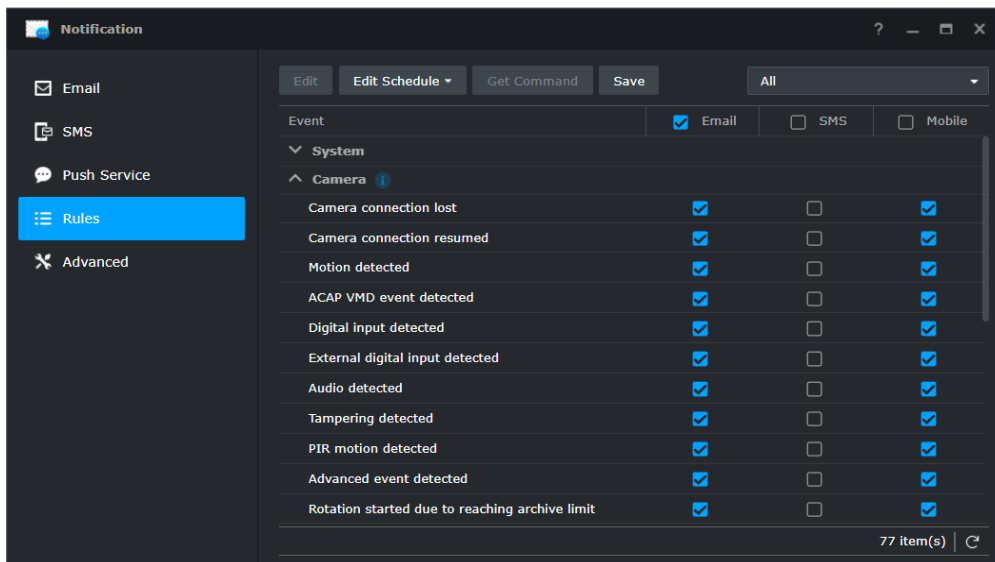 Notification
Email
SMS
Push Service
Rules
Advanced
Edit Edit Schedule Get Command Save All
Event Email SMS Mobile
System
Camera
Camera connection lost
Camera connection resumed
Motion detected
ACAP VMD event detected
Digital input detected
External digital input detected
Audio detected
Tampering detected
PIR motion detected
Advanced event detected
Rotation started due to reaching archive limit
77 item(s)